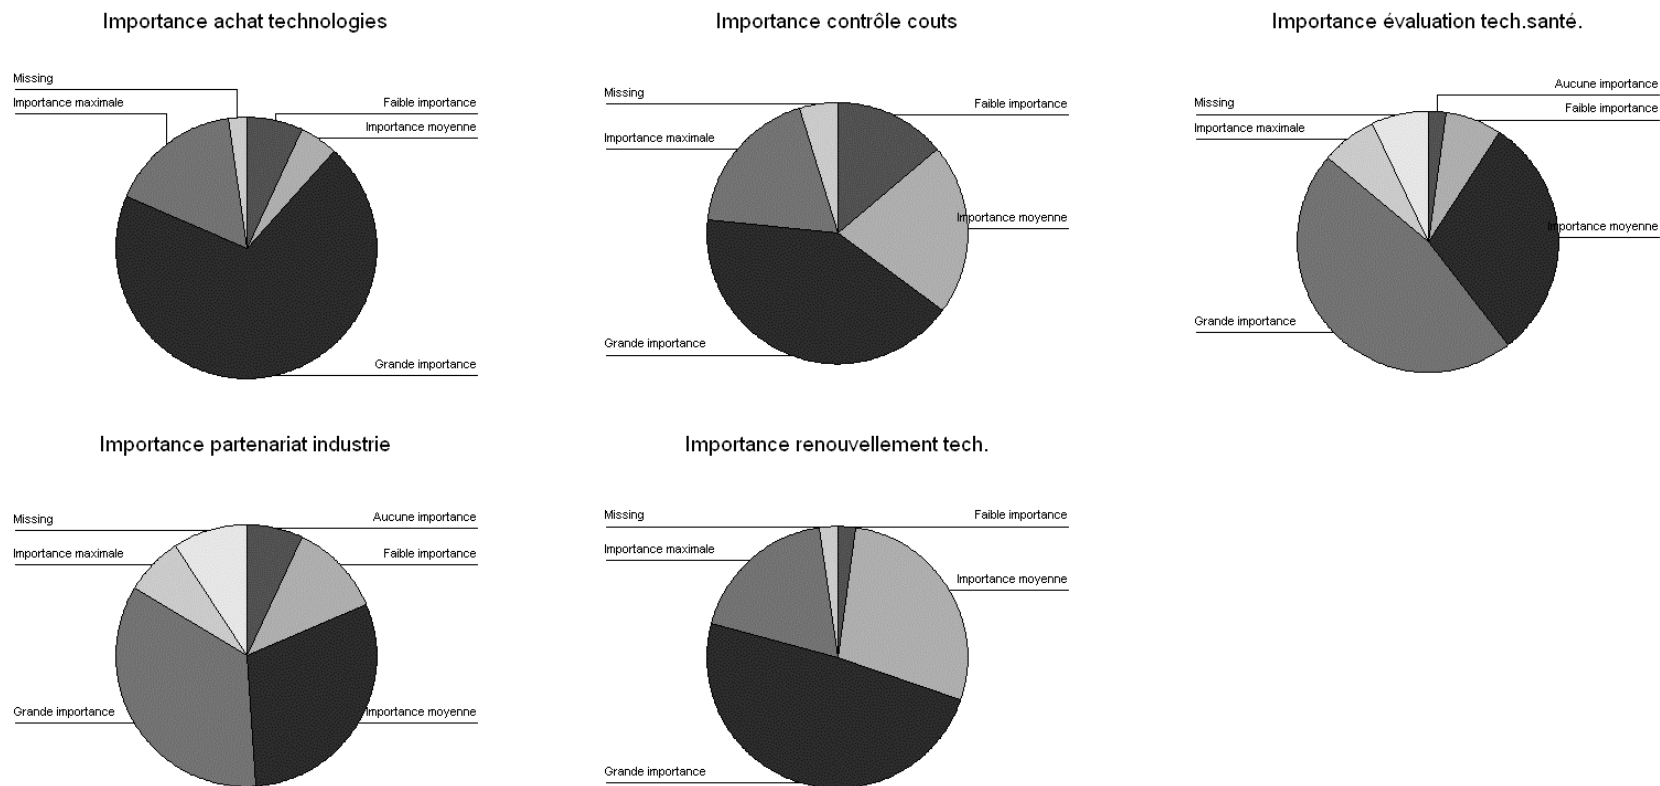 Importance achat technologies
Missing
Importance maximale
Faible importance
Importance moyenne
Grande importance
Importance contrôle couts
Missing
Importance maximale
Faible importance
Importance moyenne
Grande importance
Importance évaluation tech.santé.
Missing
Importance maximale
Aucune importance
Faible importance
Importance moyenne
Grande importance
Importance partenariat industrie
Missing
Importance maximale
Aucune importance
Faible importance
Grande importance
Importance moyenne
Importance renouvellement tech.
Missing
Importance maximale
Faible importance
Importance moyenne
Grande importance